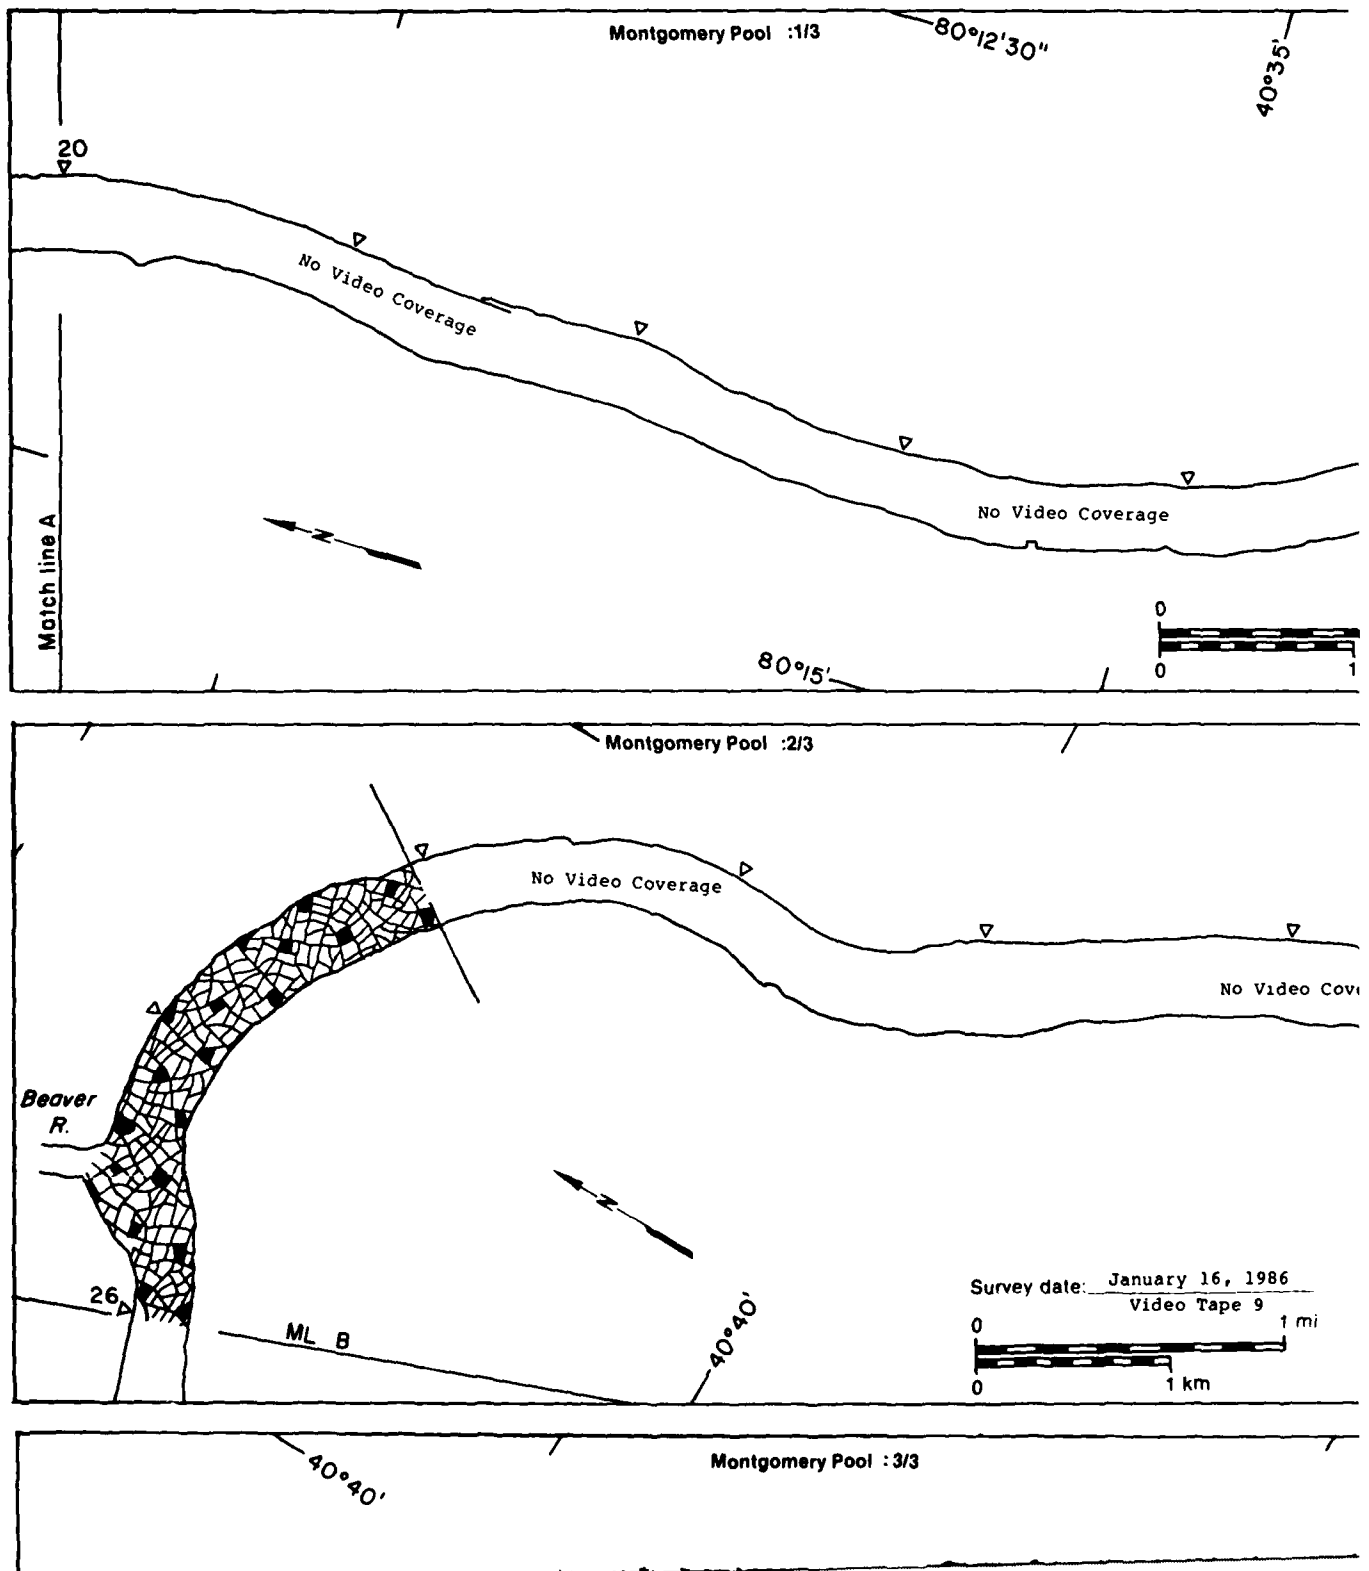 Montgomery Pool :1/3
80°12'30"
40°35'
20
No Video Coverage
No Video Coverage
N
Match line A
80°15'
0
0 1
Montgomery Pool :2/3
No Video Coverage
No Video Cove
Beaver
R.
N
26
ML B
40°40'
Survey date: January 16, 1986
Video Tape 9
0 1 mi
0 1 km
40°40'
Montgomery Pool :3/3